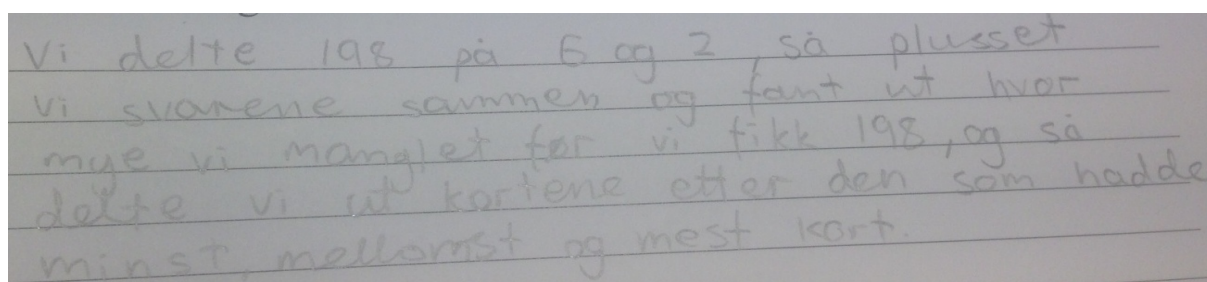 Vi delte 198 på 6 og 2, så plusset
vi svarene sammen og fant ut hvor
mye vi manglet før vi fikk 198, og så
delte vi ut kortene etter den som hadde
minst, mellomst og mest kort.